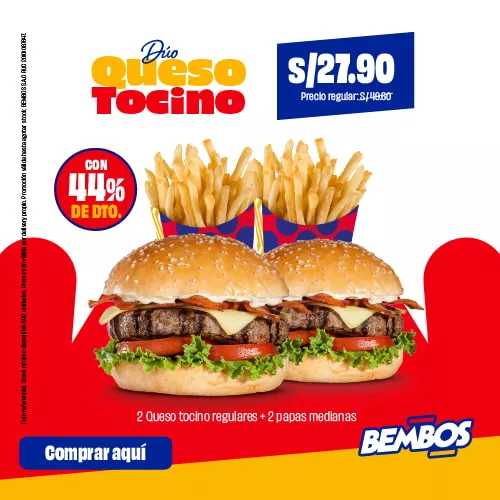 Dúo
Queso
Tocino
S/27.90
Precio regular: S/49.60
CON
44%
DE DTO.
2 Queso tocino regulares + 2 papas medianas
BEMBOS
Comprar aquí